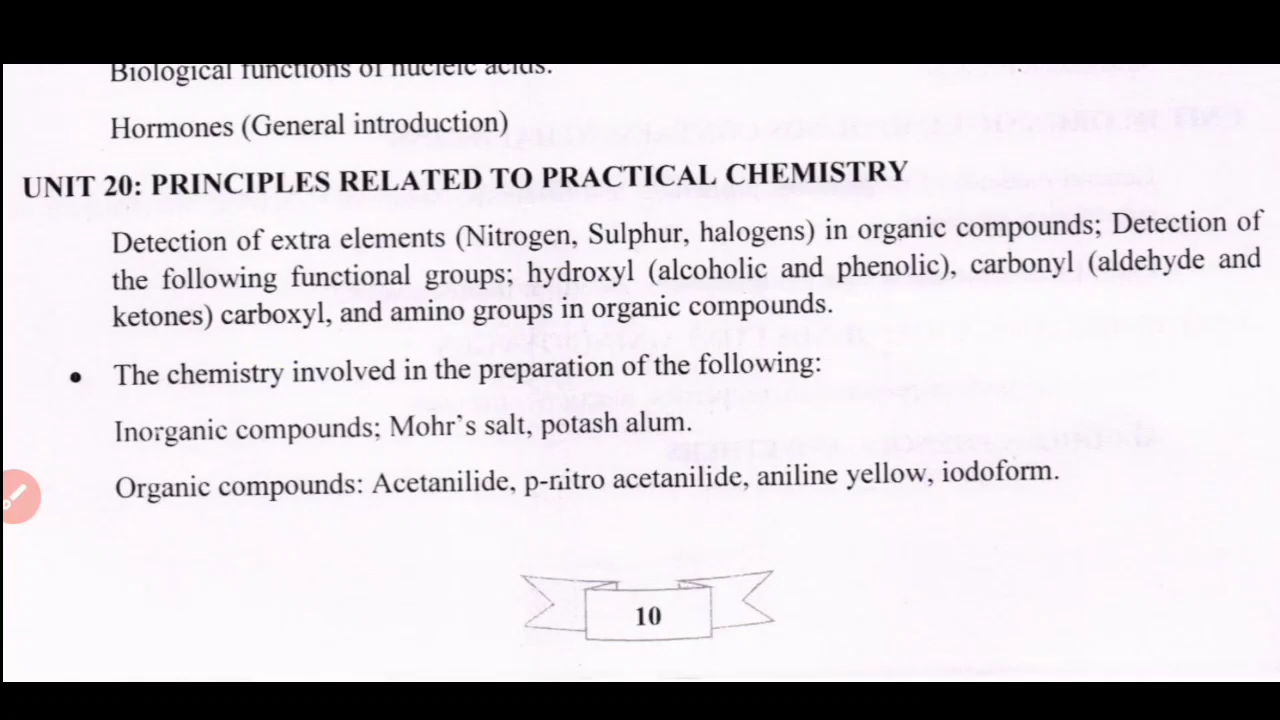 Biological functions of nucleic acids.
Hormones (General introduction)
UNIT 20: PRINCIPLES RELATED TO PRACTICAL CHEMISTRY
Detection of extra elements (Nitrogen, Sulphur, halogens) in organic compounds; Detection of
the following functional groups; hydroxyl (alcoholic and phenolic), carbonyl (aldehyde and
ketones) carboxyl, and amino groups in organic compounds.
• The chemistry involved in the preparation of the following:
Inorganic compounds; Mohr's salt, potash alum.
Organic compounds: Acetanilide, p-nitro acetanilide, aniline yellow, iodoform.
10